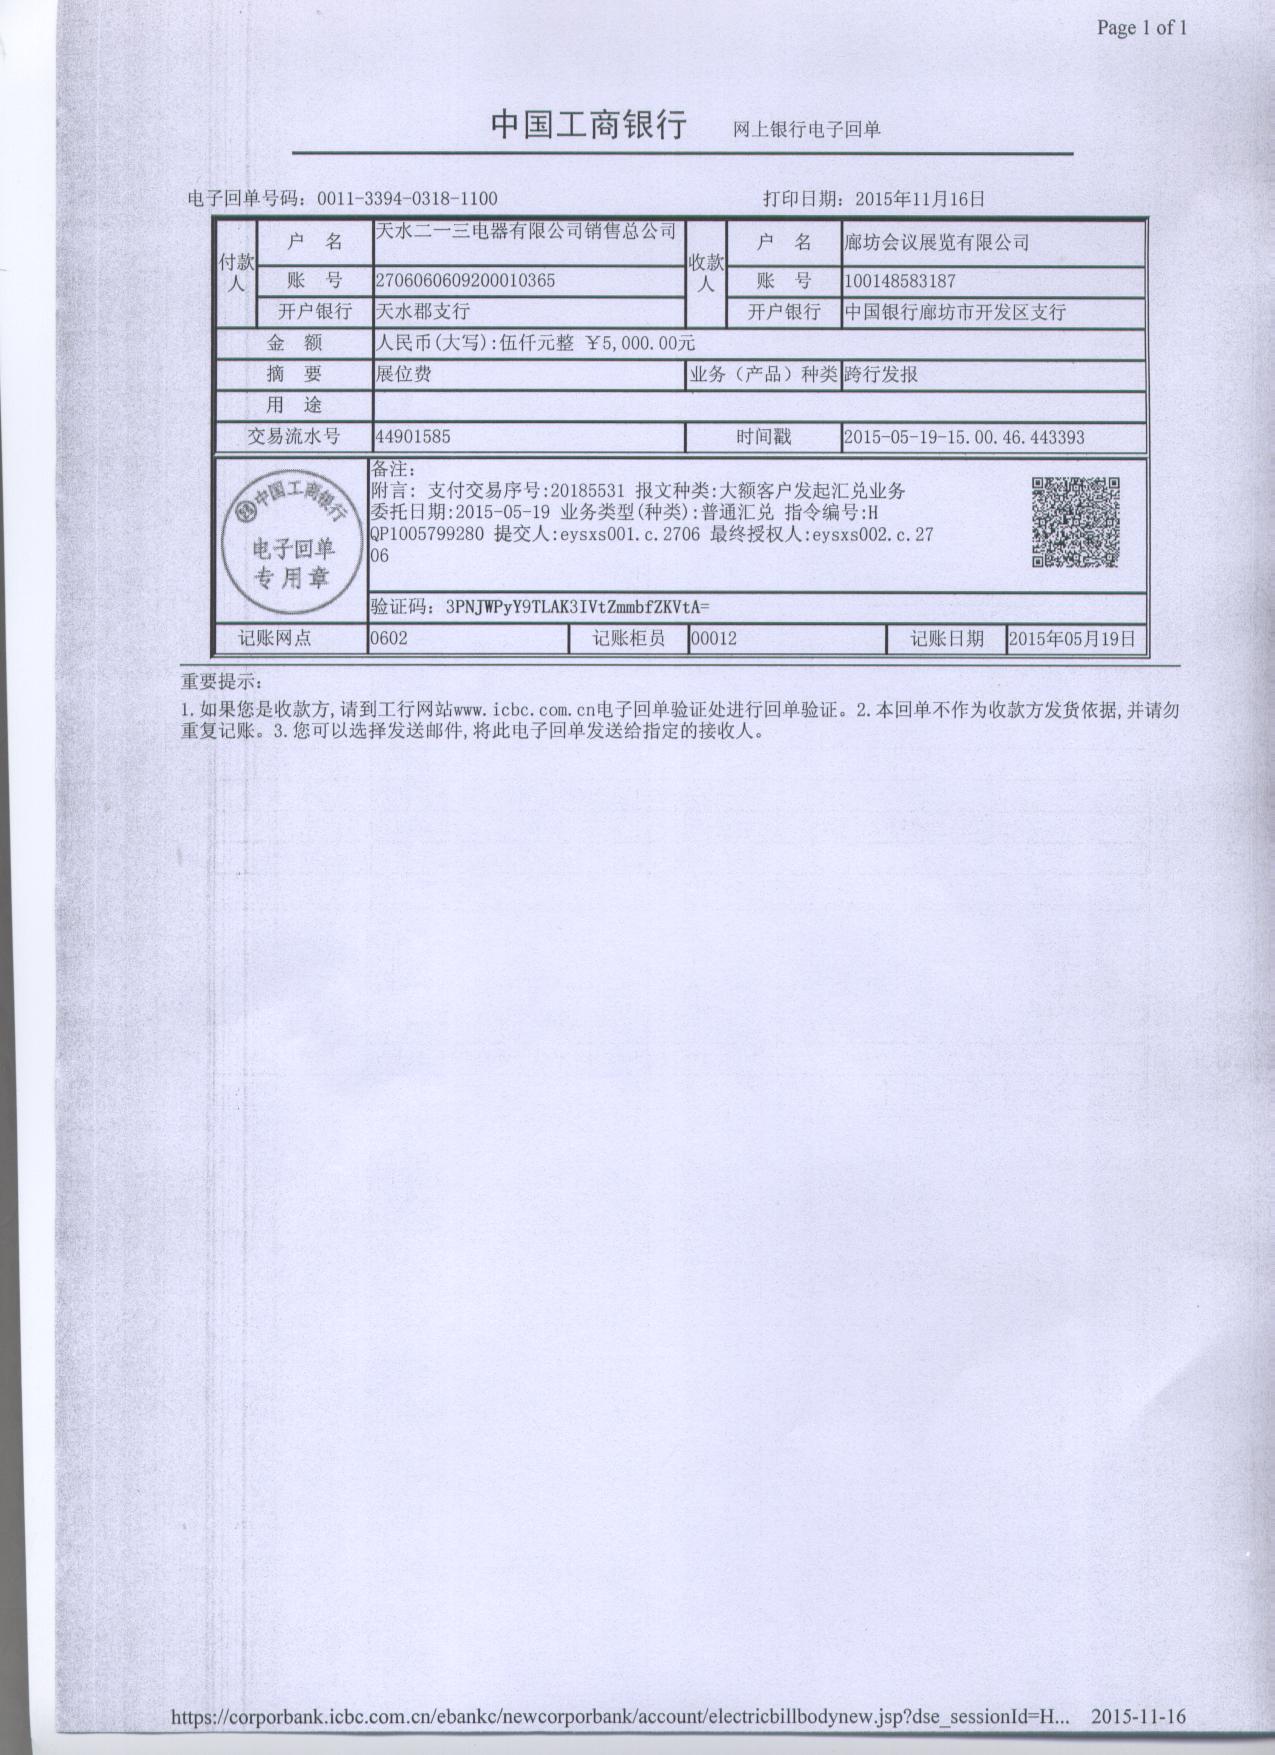 Page 1 of 1
中国工商银行 网上银行电子回单
电子回单号码：0011-3394-0318-1100 打印日期：2015年11月16日
付款人 户 名 天水二一三电器有限公司销售总公司 收款人 户 名 廊坊会议展览有限公司
账 号 2706060609200010365 账 号 100148583187
开户银行 天水郡支行 开户银行 中国银行廊坊市开发区支行
金 额 人民币(大写):伍仟元整 ￥5,000.00元
摘 要 展位费 业务（产品）种类 跨行发报
用 途
交易流水号 44901585 时间戳 2015-05-19-15.00.46.443393
中国工商银行
电子回单
专用章
备注：
附言: 支付交易序号:20185531 报文种类:大额客户发起汇兑业务
委托日期:2015-05-19 业务类型(种类):普通汇兑 指令编号:H
QP1005799280 提交人:eysxs001.c.2706 最终授权人:eysxs002.c.27
06
验证码：3PNJWPyY9TLAK3IVtZmmbfZKVtA=
记账网点 0602 记账柜员 00012 记账日期 2015年05月19日
重要提示：
1.如果您是收款方,请到工行网站www.icbc.com.cn电子回单验证处进行回单验证。2.本回单不作为收款方发货依据,并请勿
重复记账。3.您可以选择发送邮件,将此电子回单发送给指定的接收人。
https://corporbank.icbc.com.cn/ebankc/newcorporbank/account/electricbillbodynew.jsp?dse_sessionId=H... 2015-11-16